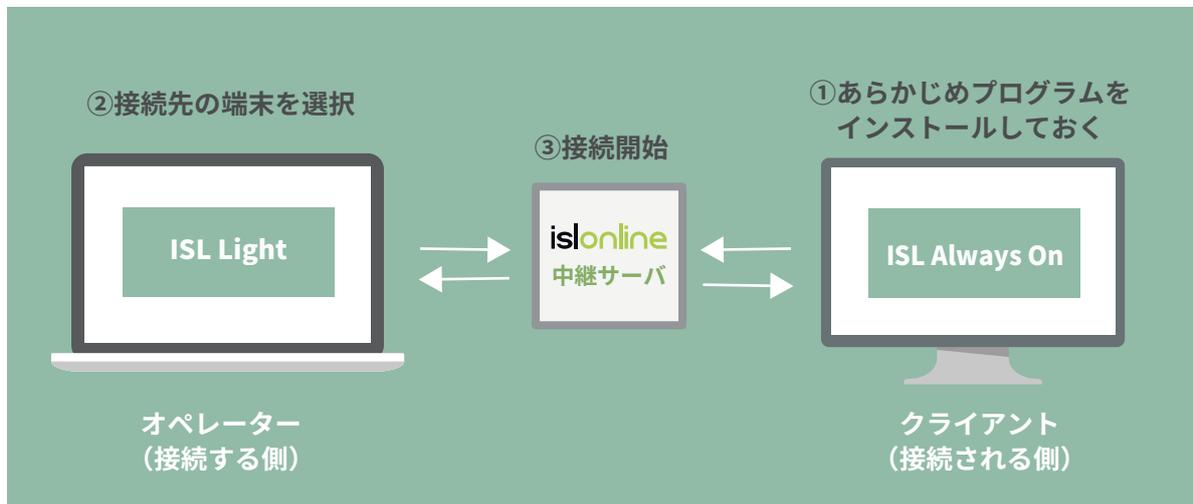 ②接続先の端末を選択
ISL Light
オペレーター
（接続する側）
③接続開始
islonline
中継サーバ
①あらかじめプログラムを
インストールしておく
ISL Always On
クライアント
（接続される側）